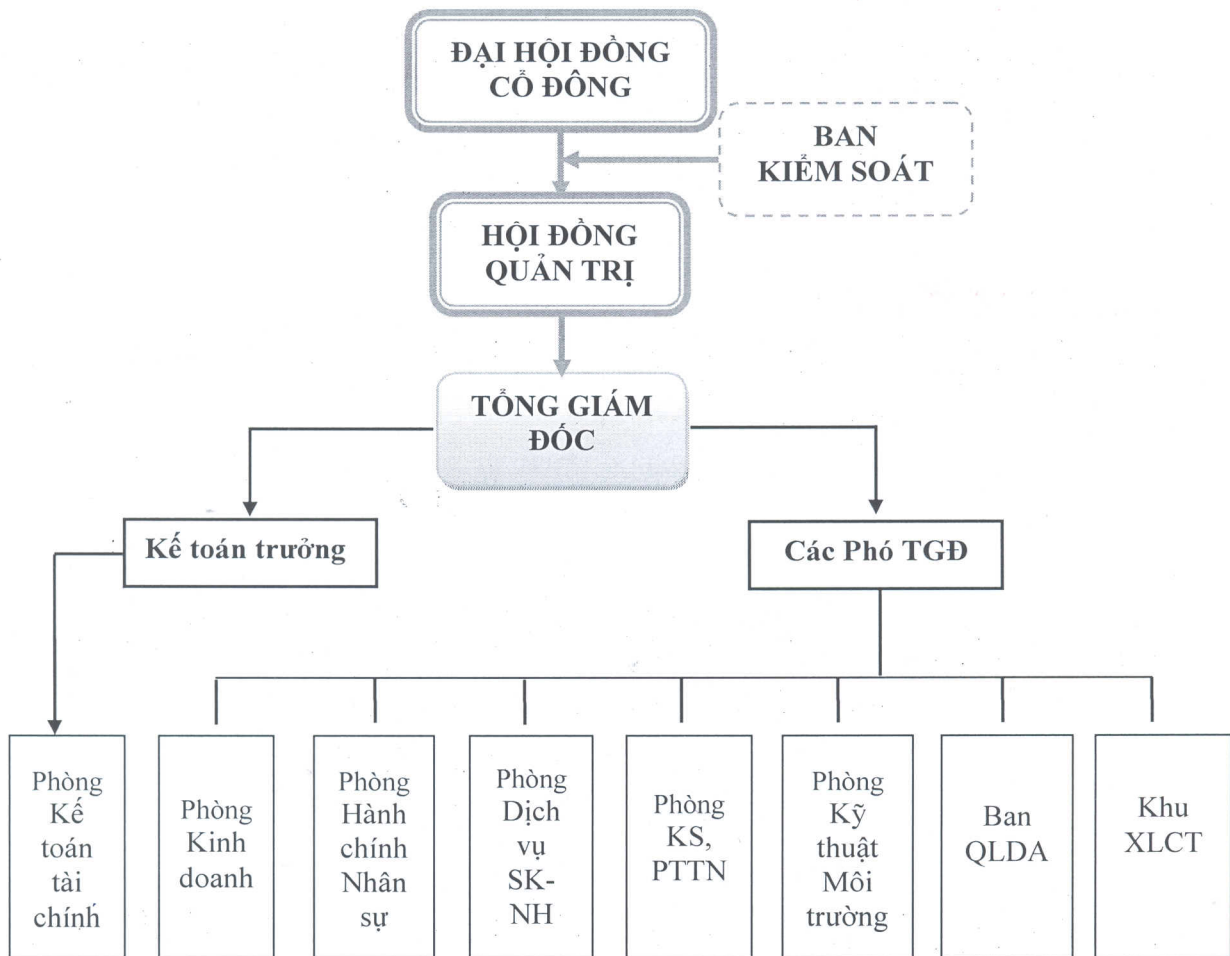 ĐẠI HỘI ĐỒNG
CỔ ĐÔNG
BAN
KIỂM SOÁT
HỘI ĐỒNG
QUẢN TRỊ
TỔNG GIÁM
ĐỐC
Kế toán trưởng
Các Phó TGĐ
Phòng
Kế
toán
tài
chính
Phòng
Kinh
doanh
Phòng
Hành
chính
Nhân
sự
Phòng
Dịch
vụ
SK-
NH
Phòng
KS,
PTTN
Phòng
Kỹ
thuật
Môi
trường
Ban
QLDA
Khu
XLCT